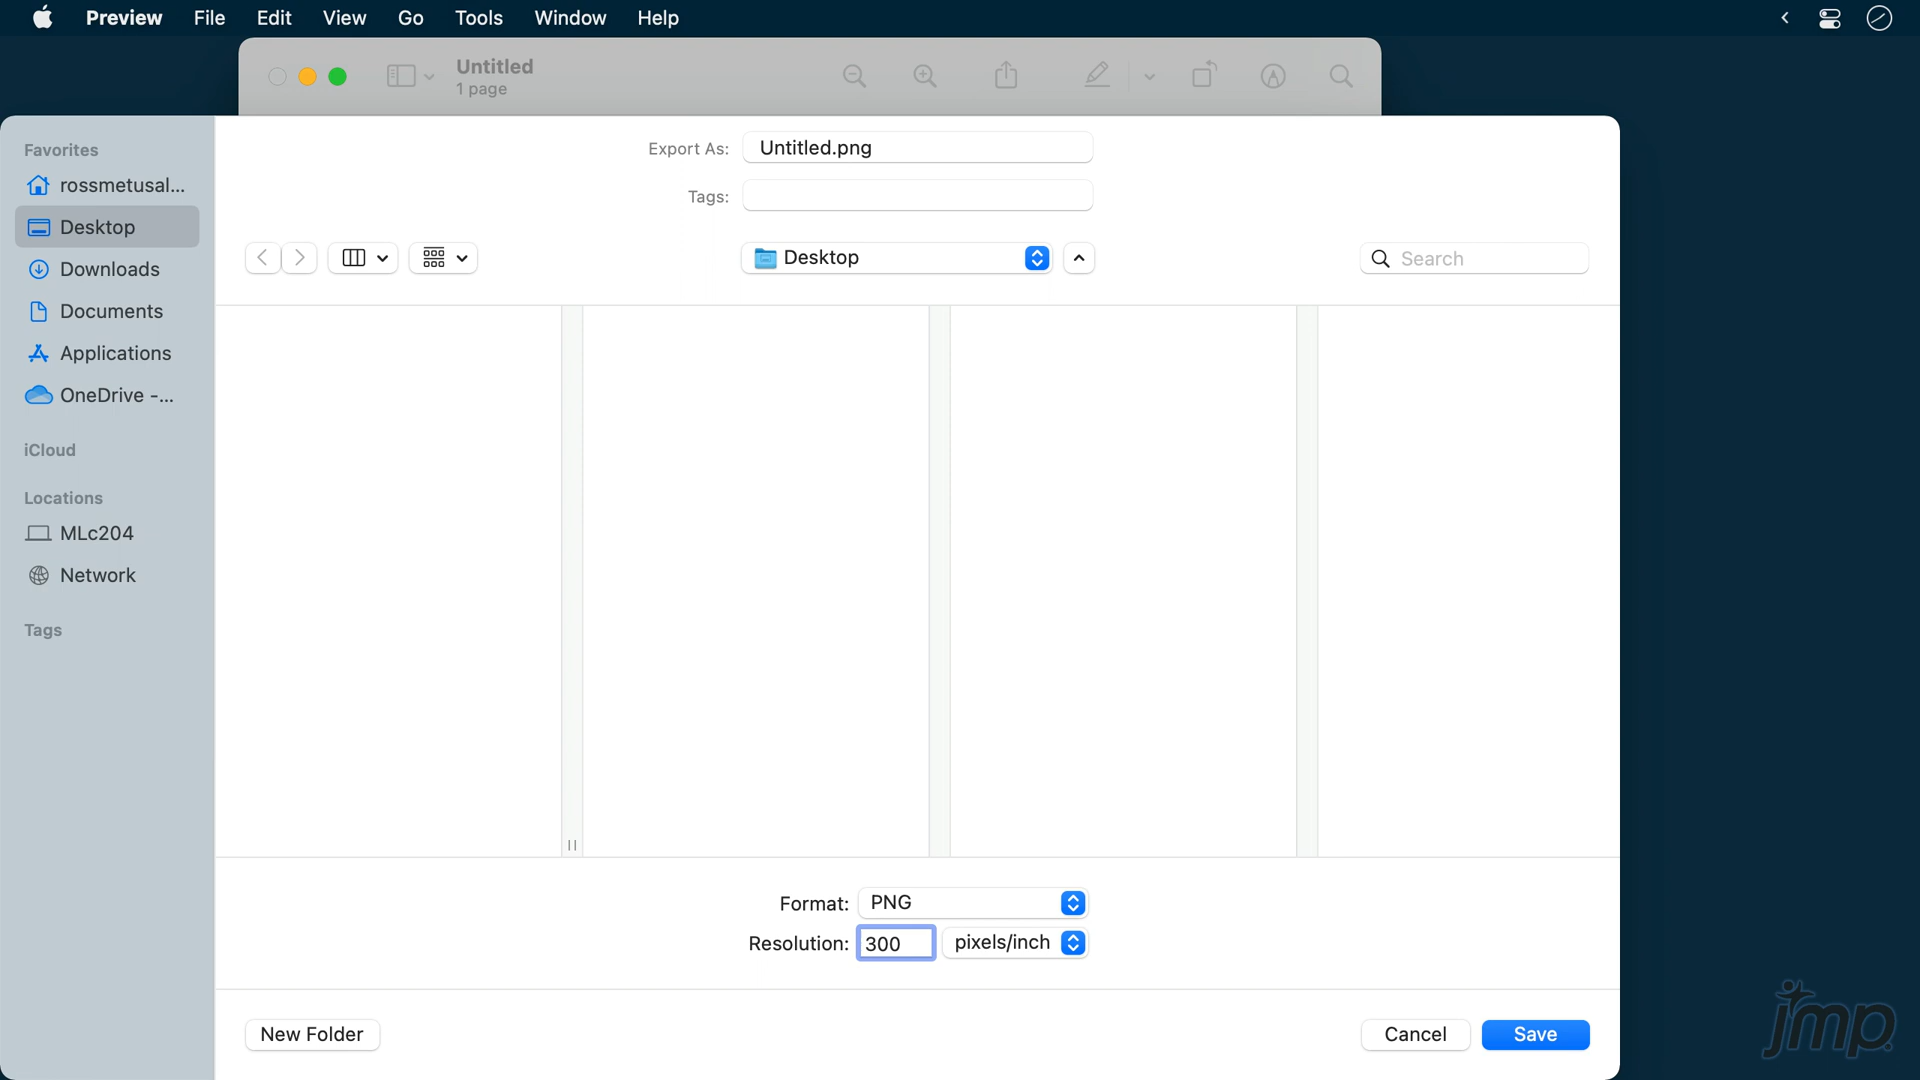 Preview File Edit View Go Tools Window Help
Untitled
1 page
Favorites
rossmetusal...
Desktop
Downloads
Documents
Applications
OneDrive -...
iCloud
Locations
MLc204
Network
Tags
Export As: Untitled.png
Tags:
Desktop
Search
Format: PNG
Resolution: 300 pixels/inch
New Folder
Cancel
Save
jmp